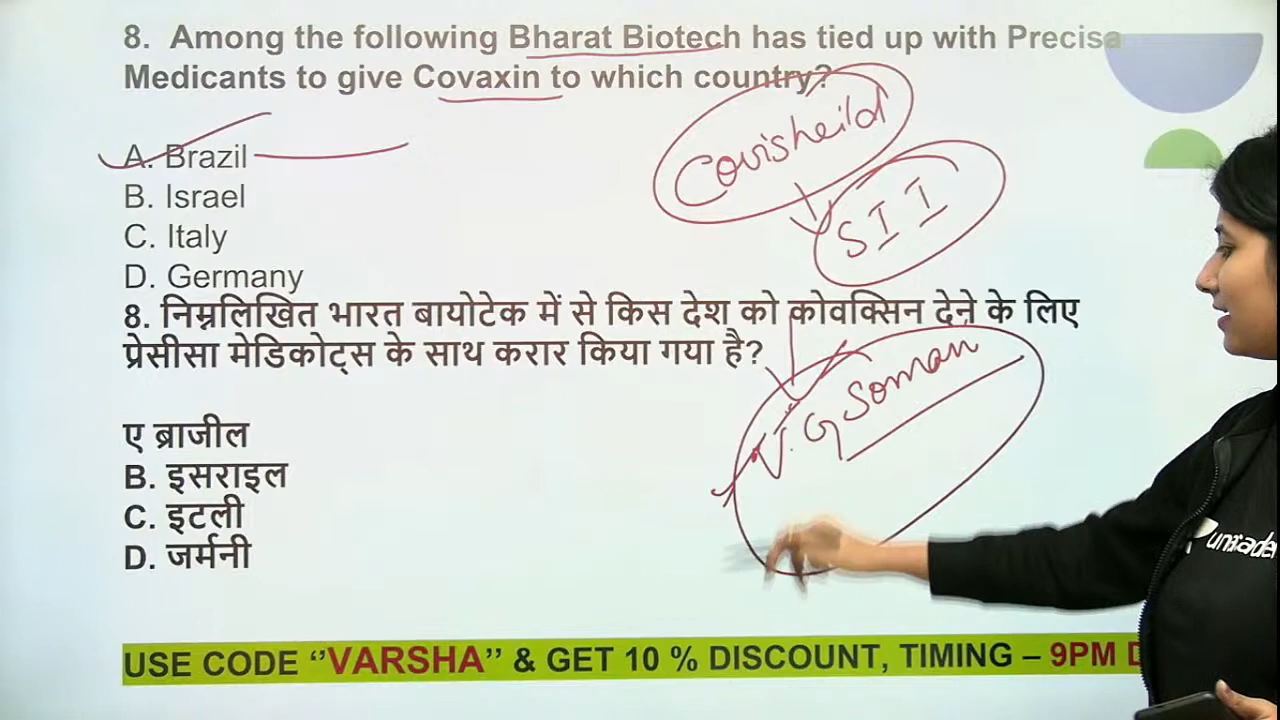 8. Among the following Bharat Biotech has tied up with Precisa
Medicants to give Covaxin to which country?
Covisheild
A. Brazil
SII
B. Israel
C. Italy
D. Germany
8. निम्नलिखित भारत बायोटेक में से किस देश को कोवक्सिन देने के लिए
प्रेसीसा मेडिकोट्स के साथ करार किया गया है?
V. G Soman
ए ब्राजील
B. इसराइल
C. इटली
D. जर्मनी
USE CODE ‘’VARSHA’’ & GET 10 % DISCOUNT, TIMING – 9PM